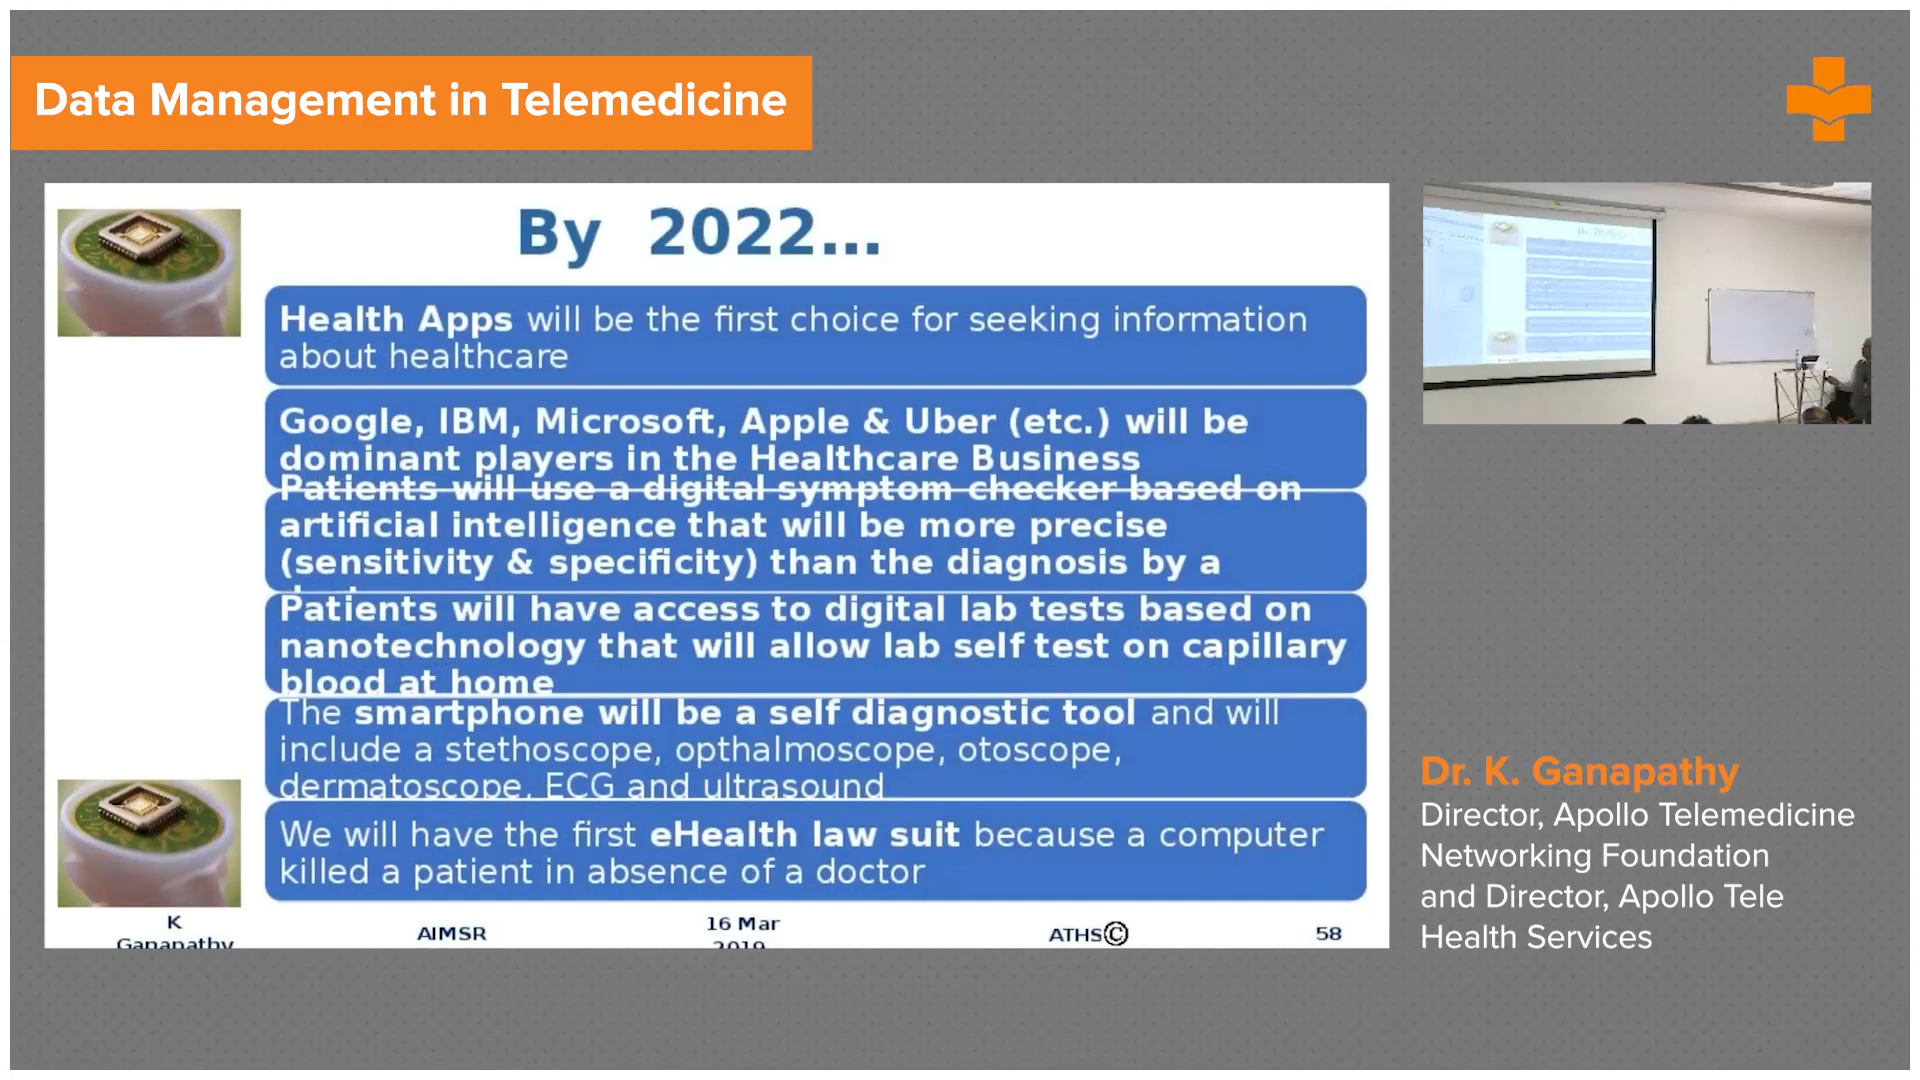 Data Management in Telemedicine
By 2022...
Health Apps will be the first choice for seeking information
about healthcare
Google, IBM, Microsoft, Apple & Uber (etc.) will be
dominant players in the Healthcare Business
Patients will use a digital symptom checker based on
artificial intelligence that will be more precise
(sensitivity & specificity) than the diagnosis by a
Patients will have access to digital lab tests based on
nanotechnology that will allow lab self test on capillary
blood at home
The smartphone will be a self diagnostic tool and will
include a stethoscope, opthalmoscope, otoscope,
dermatoscope, ECG and ultrasound
We will have the first eHealth law suit because a computer
killed a patient in absence of a doctor
K
Ganapathy
AIMSR
16 Mar
2019
ATHS©
58
Dr. K. Ganapathy
Director, Apollo Telemedicine
Networking Foundation
and Director, Apollo Tele
Health Services